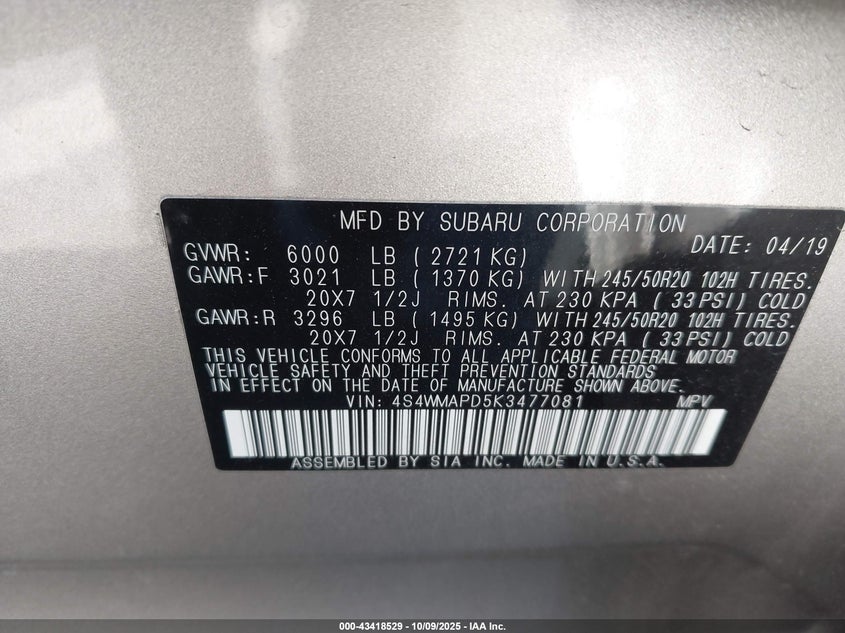 MFD BY SUBARU CORPORATION
DATE: 04/19
GVWR: 6000 LB ( 2721 KG)
GAWR:F 3021 LB ( 1370 KG) WITH 245/50R20 102H TIRES.
20X7 1/2J RIMS. AT 230 KPA ( 33 PSI) COLD
GAWR:R 3296 LB ( 1495 KG) WITH 245/50R20 102H TIRES.
20X7 1/2J RIMS. AT 230 KPA ( 33 PSI) COLD
THIS VEHICLE CONFORMS TO ALL APPLICABLE FEDERAL MOTOR
VEHICLE SAFETY AND THEFT PREVENTION STANDARDS
IN EFFECT ON THE DATE OF MANUFACTURE SHOWN ABOVE.
VIN: 4S4WMAPD5K3477081 MPV
ASSEMBLED BY SIA INC. MADE IN U.S.A.
000-43418529 - 10/09/2025 - IAA Inc.